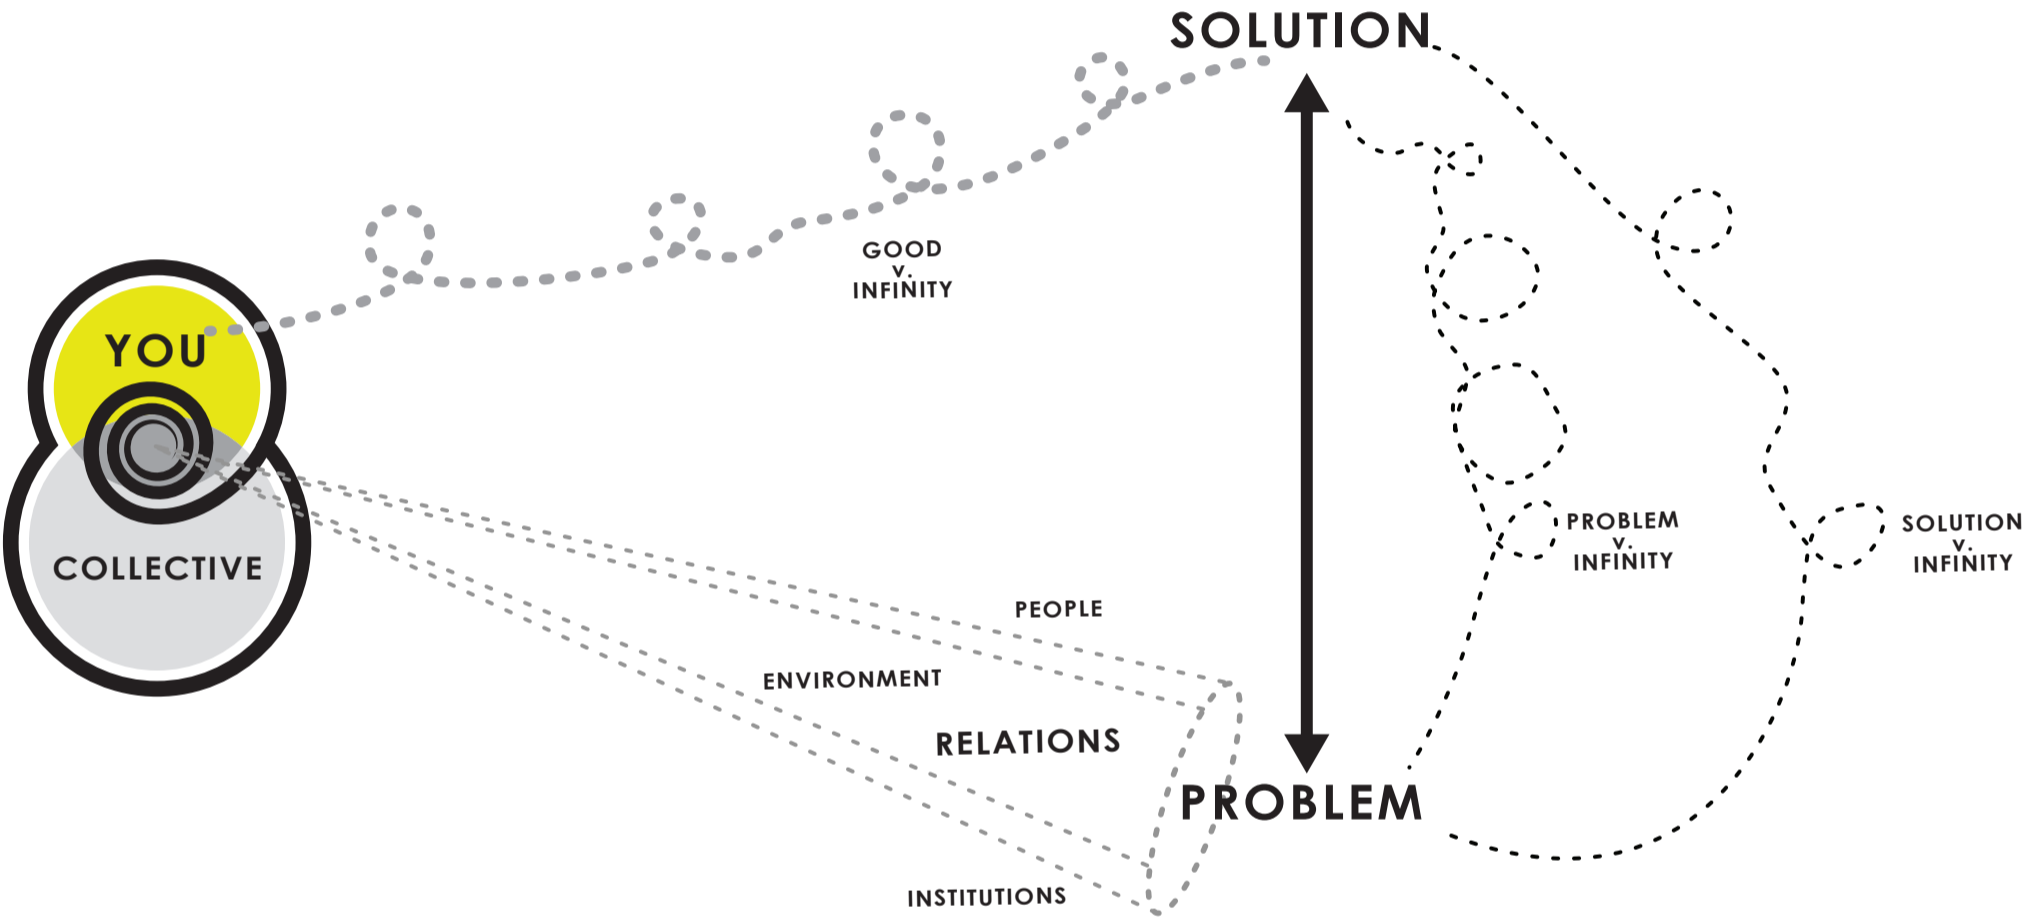 SOLUTION
GOOD
v.
INFINITY
YOU
COLLECTIVE
PROBLEM
v.
INFINITY
SOLUTION
v.
INFINITY
PEOPLE
ENVIRONMENT
RELATIONS
PROBLEM
INSTITUTIONS